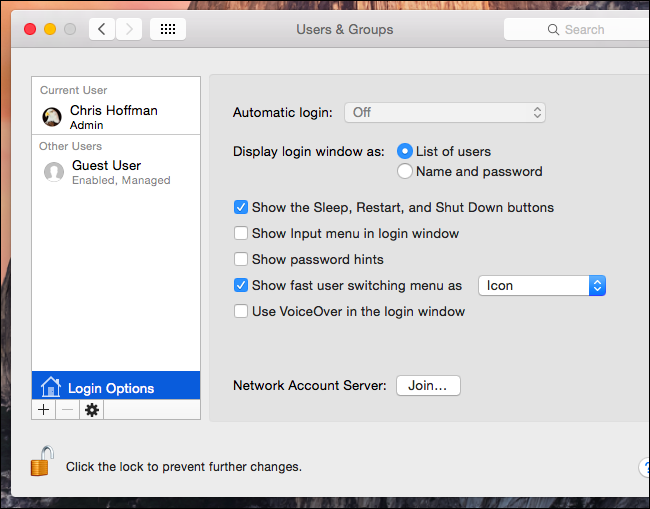 Users & Groups
Search
Current User
Chris Hoffman
Admin
Other Users
Guest User
Enabled, Managed
Login Options
Automatic login: Off
Display login window as: List of users
Name and password
Show the Sleep, Restart, and Shut Down buttons
Show Input menu in login window
Show password hints
Show fast user switching menu as Icon
Use VoiceOver in the login window
Network Account Server: Join...
Click the lock to prevent further changes.
?